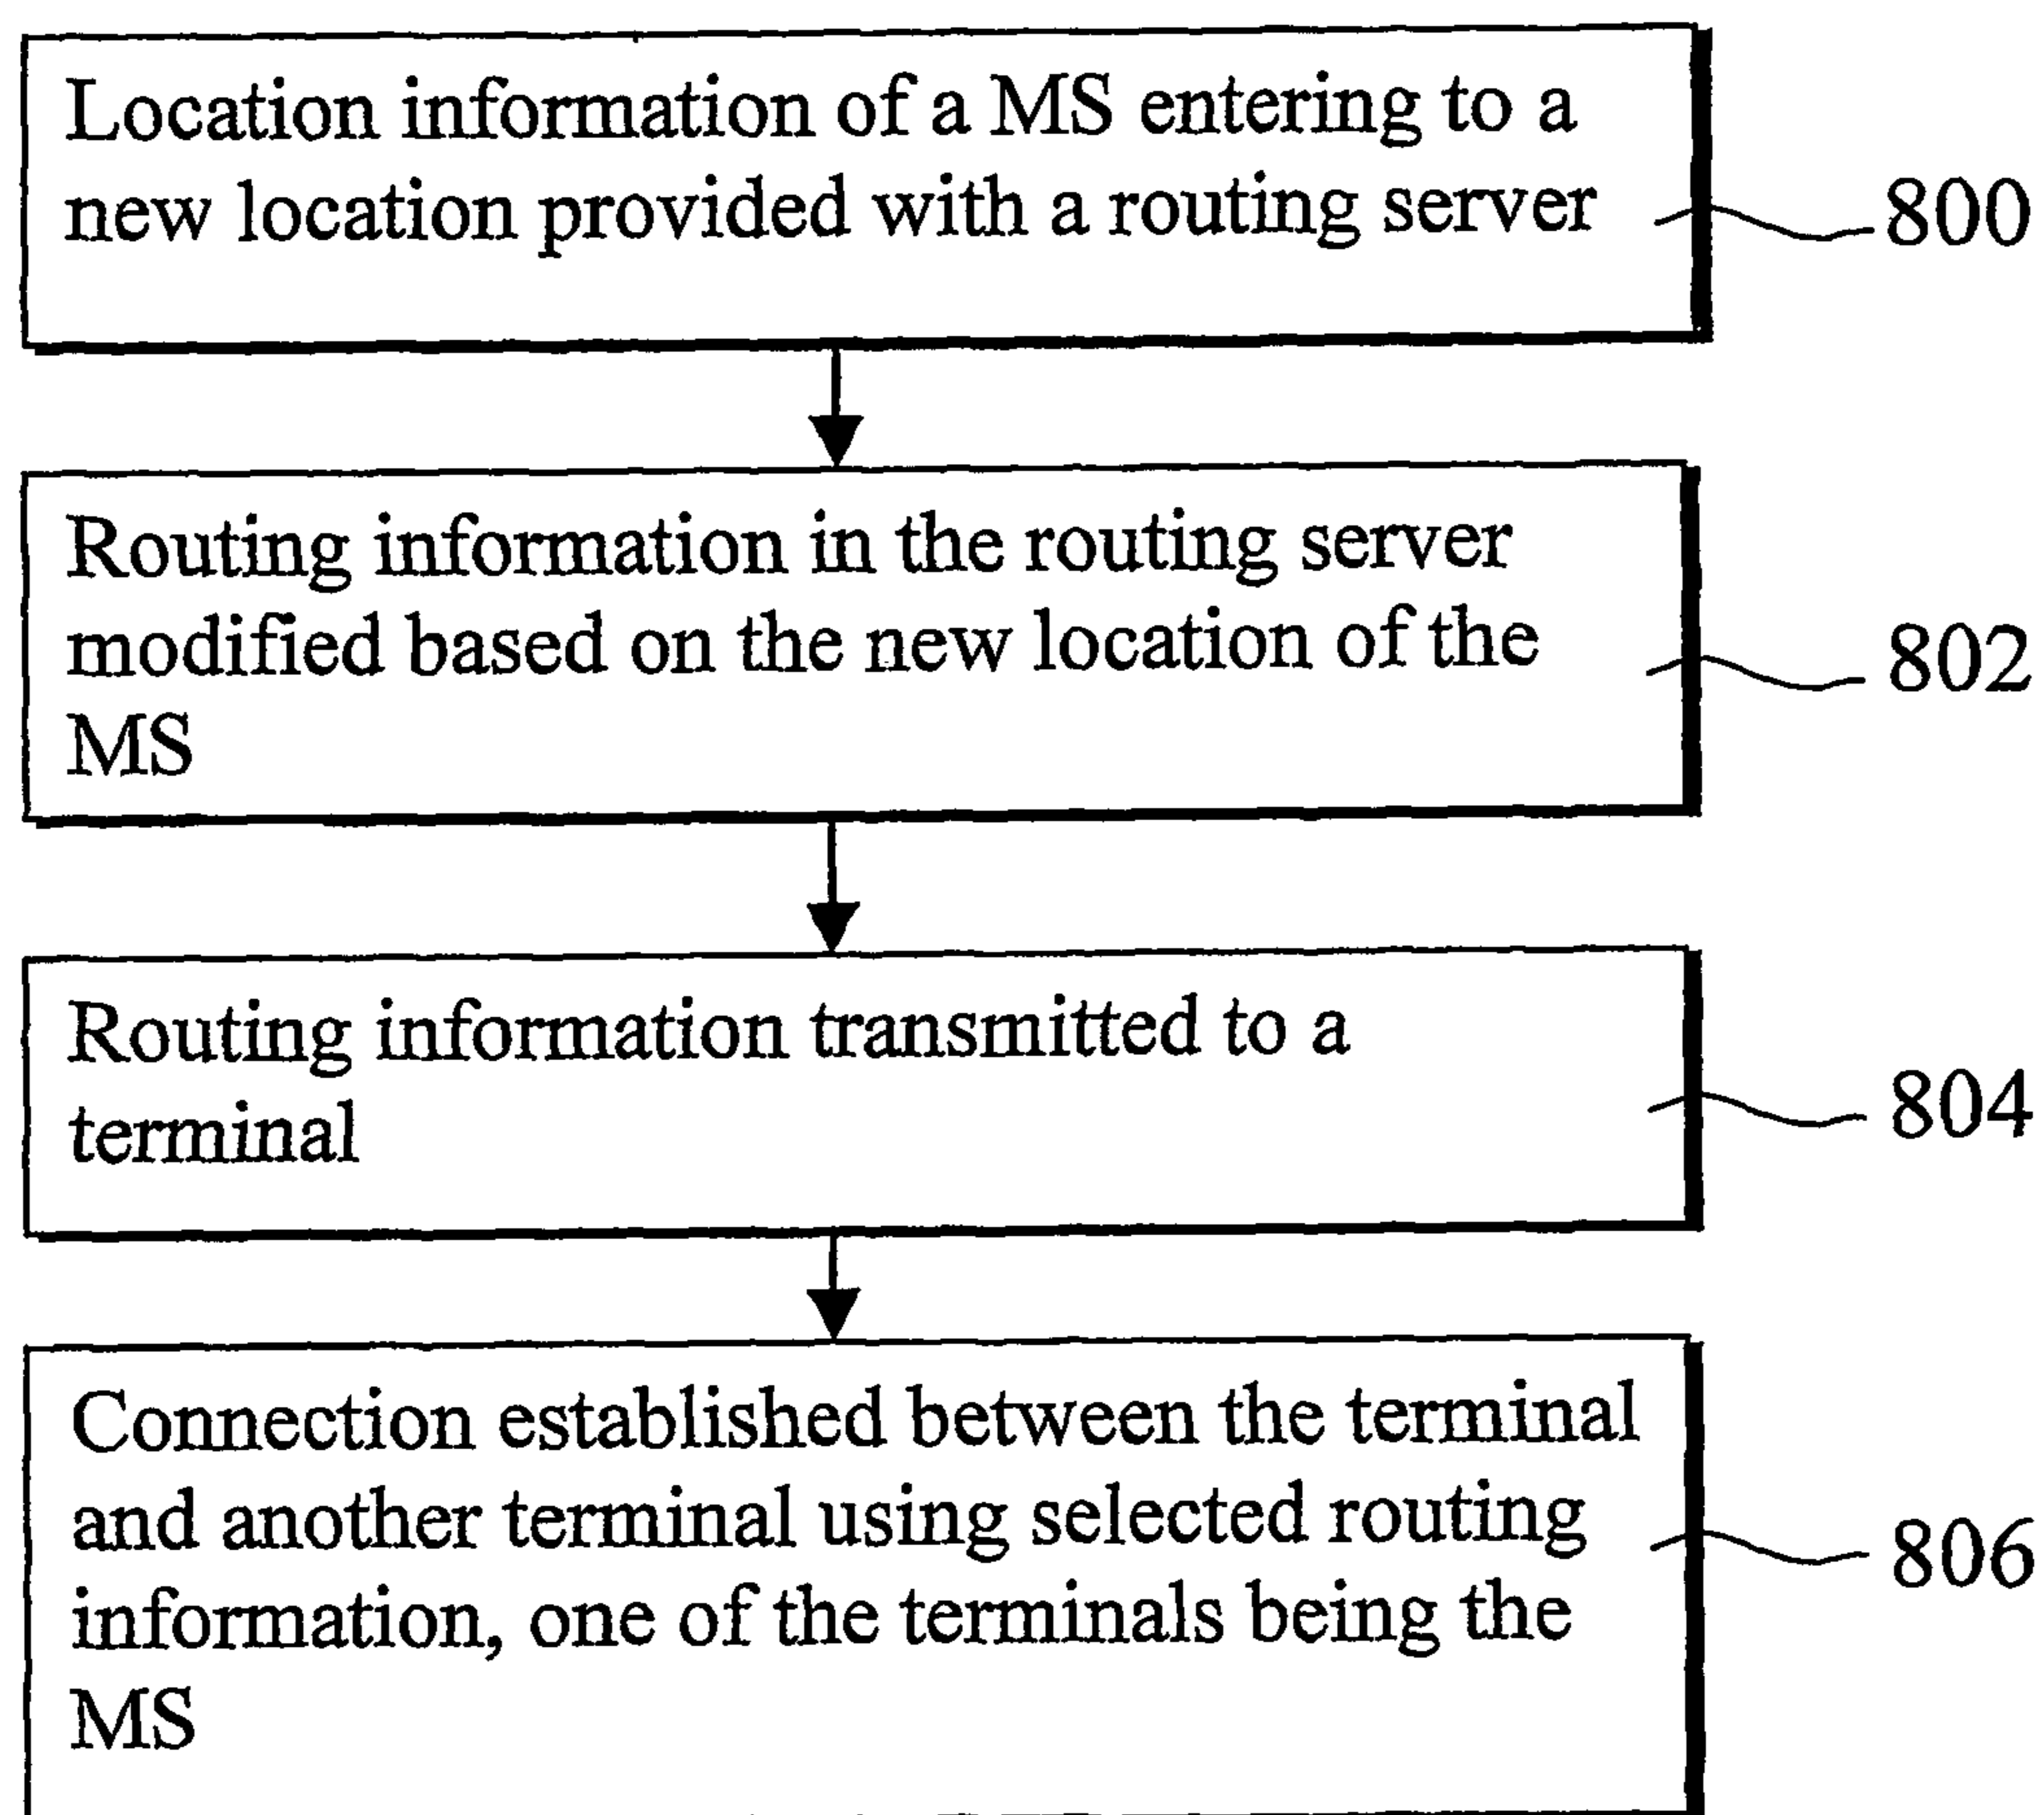 Location information of a MS entering to a
new location provided with a routing server
800
Routing information in the routing server
modified based on the new location of the
MS
802
Routing information transmitted to a
terminal
804
Connection established between the terminal
and another terminal using selected routing
information, one of the terminals being the
MS
806